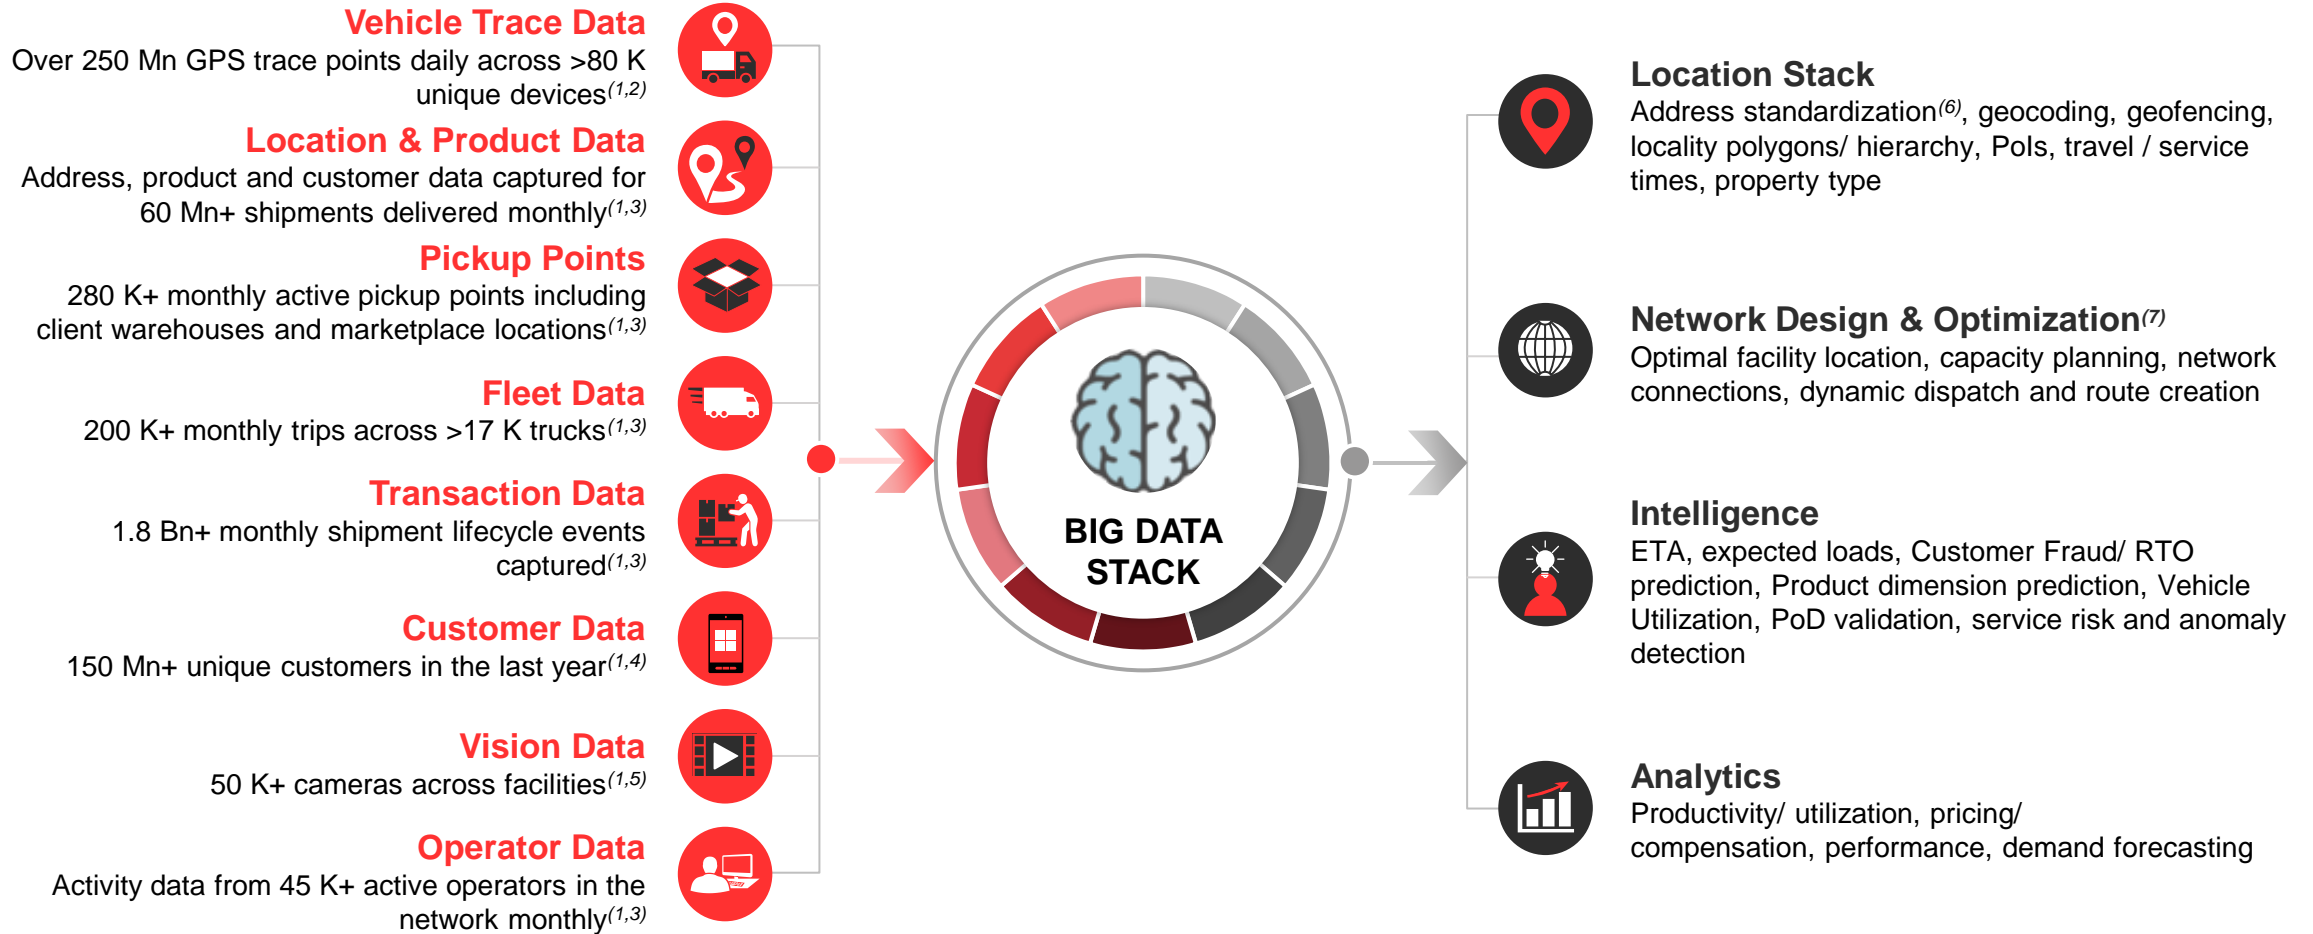 Vehicle Trace Data
Over 250 Mn GPS trace points daily across >80 K
unique devices(1,2)
Location & Product Data
Address, product and customer data captured for
60 Mn+ shipments delivered monthly(1,3)
Pickup Points
280 K+ monthly active pickup points including
client warehouses and marketplace locations(1,3)
Fleet Data
200 K+ monthly trips across >17 K trucks(1,3)
Transaction Data
1.8 Bn+ monthly shipment lifecycle events
captured(1,3)
Customer Data
150 Mn+ unique customers in the last year(1,4)
Vision Data
50 K+ cameras across facilities(1,5)
Operator Data
Activity data from 45 K+ active operators in the
network monthly(1,3)
BIG DATA
STACK
Location Stack
Address standardization(6), geocoding, geofencing,
locality polygons/ hierarchy, PoIs, travel / service
times, property type
Network Design & Optimization(7)
Optimal facility location, capacity planning, network
connections, dynamic dispatch and route creation
Intelligence
ETA, expected loads, Customer Fraud/ RTO
prediction, Product dimension prediction, Vehicle
Utilization, PoD validation, service risk and anomaly
detection
Analytics
Productivity/ utilization, pricing/
compensation, performance, demand forecasting